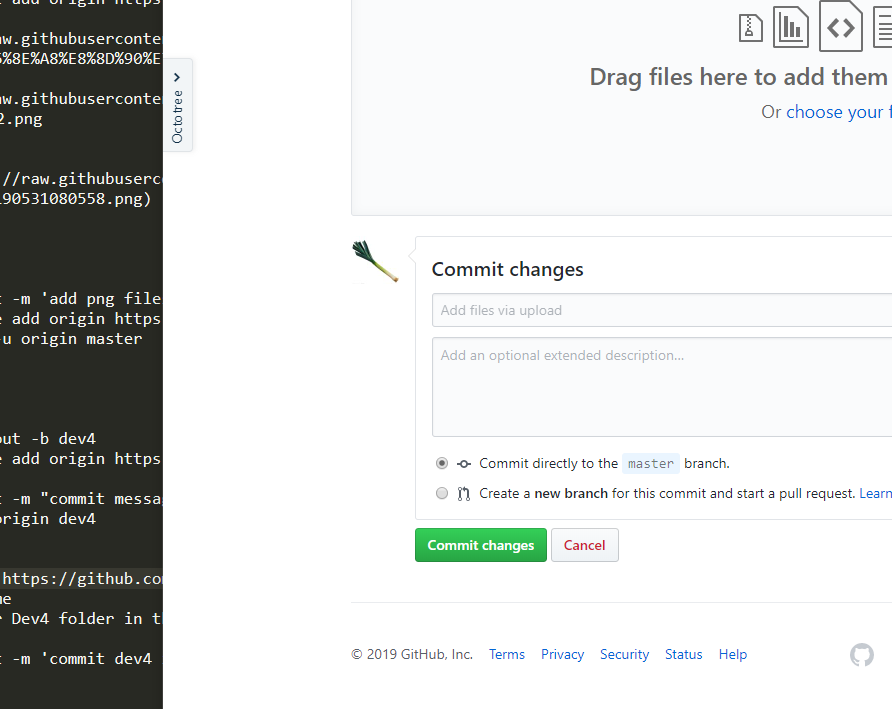 add origin https
aw.githubuserconte
%8E%A8%E8%8D%90%E
aw.githubuserconte
2.png
//raw.githubuserc
190531080558.png)
t -m 'add png file
e add origin https
-u origin master
out -b dev4
e add origin https
t -m "commit messa
origin dev4
https://github.co
me
r Dev4 folder in t
t -m 'commit dev4
Octotree
Drag files here to add them
Or choose your f
Commit changes
Add files via upload
Add an optional extended description...
Commit directly to the master branch.
Create a new branch for this commit and start a pull request. Learn
Commit changes
Cancel
© 2019 GitHub, Inc. Terms Privacy Security Status Help